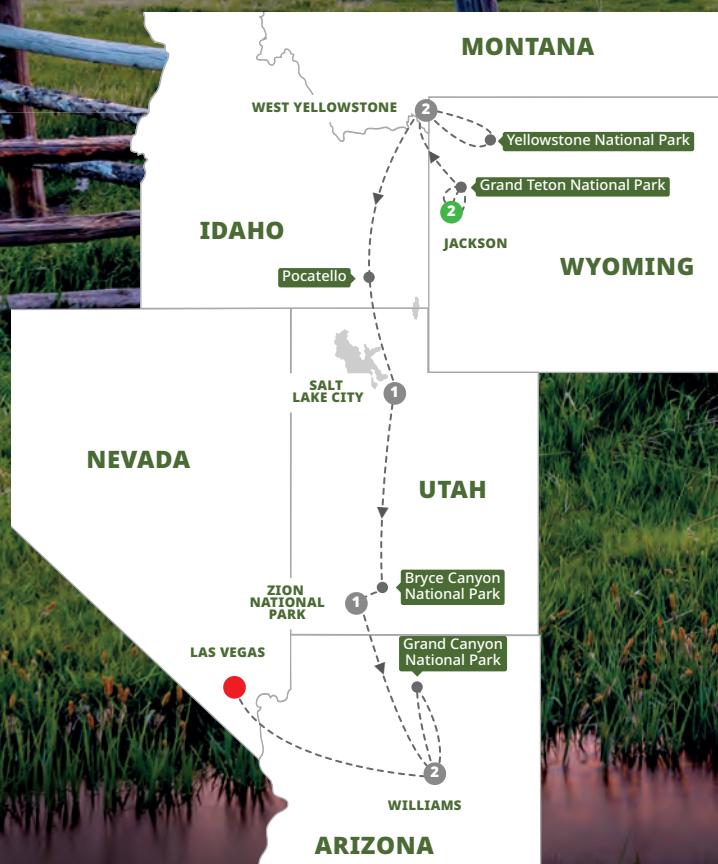 MONTANA
WEST YELLOWSTONE
2
Yellowstone National Park
Grand Teton National Park
2
JACKSON
IDAHO
WYOMING
Pocatello
SALT
LAKE CITY
1
NEVADA
UTAH
Bryce Canyon
National Park
ZION
NATIONAL
PARK
1
Grand Canyon
National Park
LAS VEGAS
2
WILLIAMS
ARIZONA